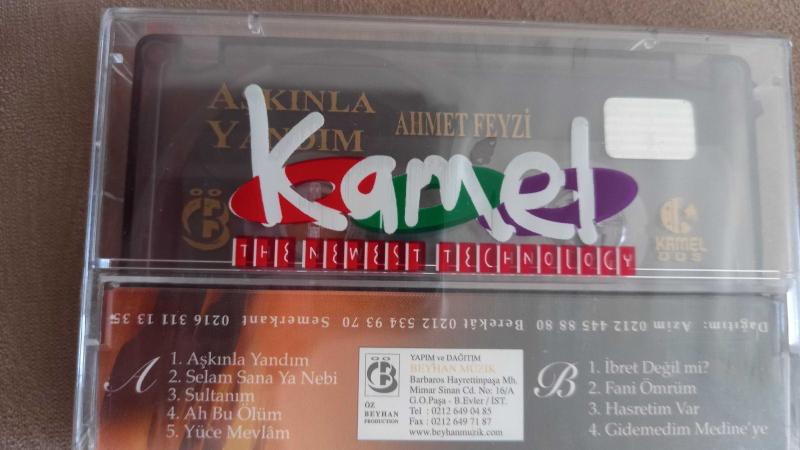 AŞKINLA
YANDIM
AHMET FEYZİ
Kamel
THE NEWEST TECHNOLOGY
KAMEL
005
Dağıtım: Azim 0212 445 88 80 Berekât 0212 534 93 70 Semerkant 0216 311 13 35
A
1. Aşkınla Yandım
2. Selam Sana Ya Nebi
3. Sultanım
4. Ah Bu Ölüm
5. Yüce Mevlâm
ÖZ
BEYHAN
PRODUCTION
YAPIM ve DAĞITIM
BEYHAN MÜZİK
Barbaros Hayrettinpaşa Mh.
Mimar Sinan Cd. No: 16/A
G.O.Paşa - B.Evler / İST.
Tel : 0212 649 04 85
Fax : 0212 649 71 87
www.beyhanmuzik.com
B
1. İbret Değil mi?
2. Fani Ömrüm
3. Hasretim Var
4. Gidemedim Medine'ye